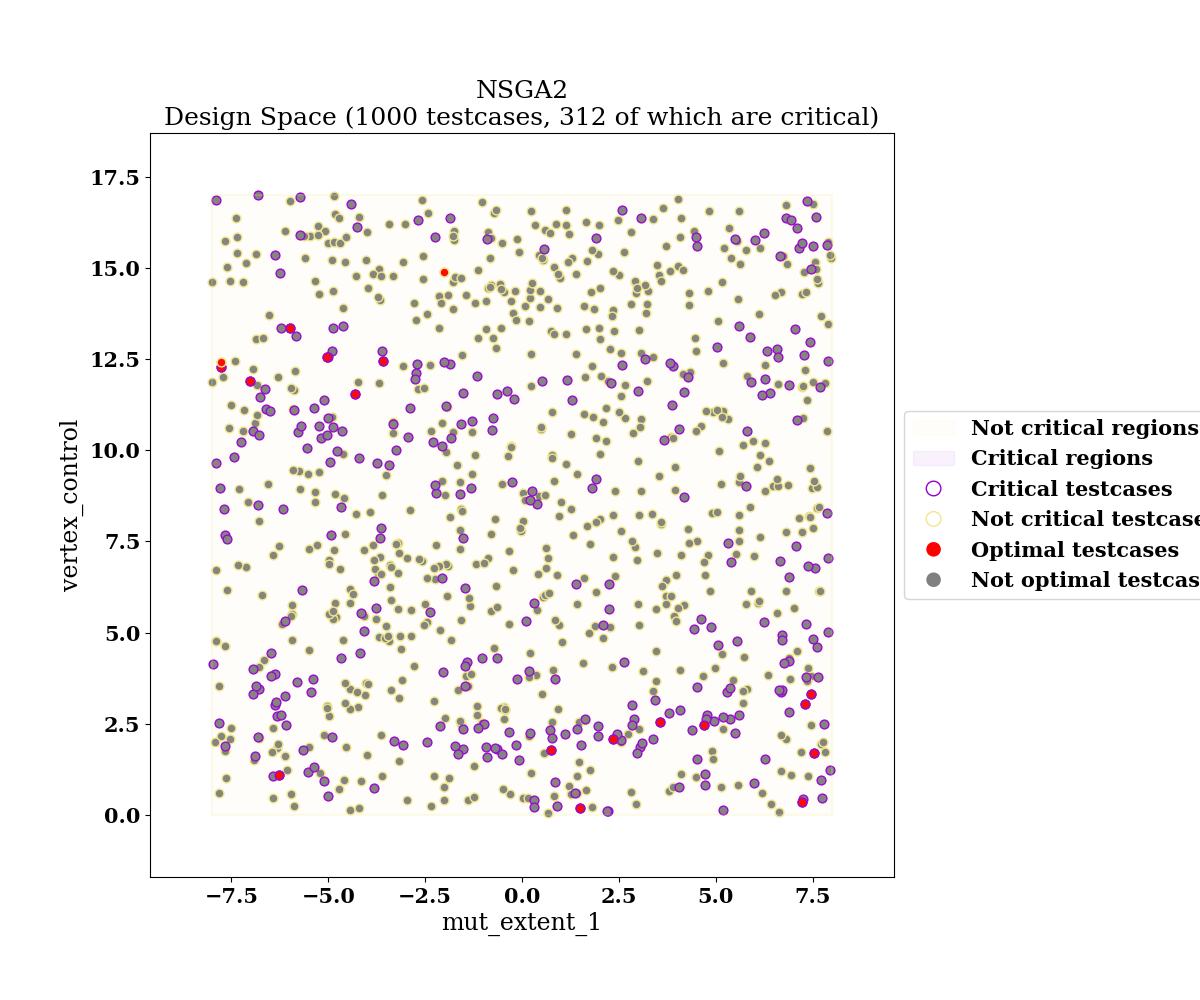 NSGA2
Design Space (1000 testcases, 312 of which are critical)
17.5
15.0
12.5
10.0
7.5
5.0
2.5
0.0
vertex_control
−7.5
−5.0
−2.5
0.0
2.5
5.0
7.5
mut_extent_1
Not critical regions
Critical regions
Critical testcases
Not critical testcase
Optimal testcases
Not optimal testcas